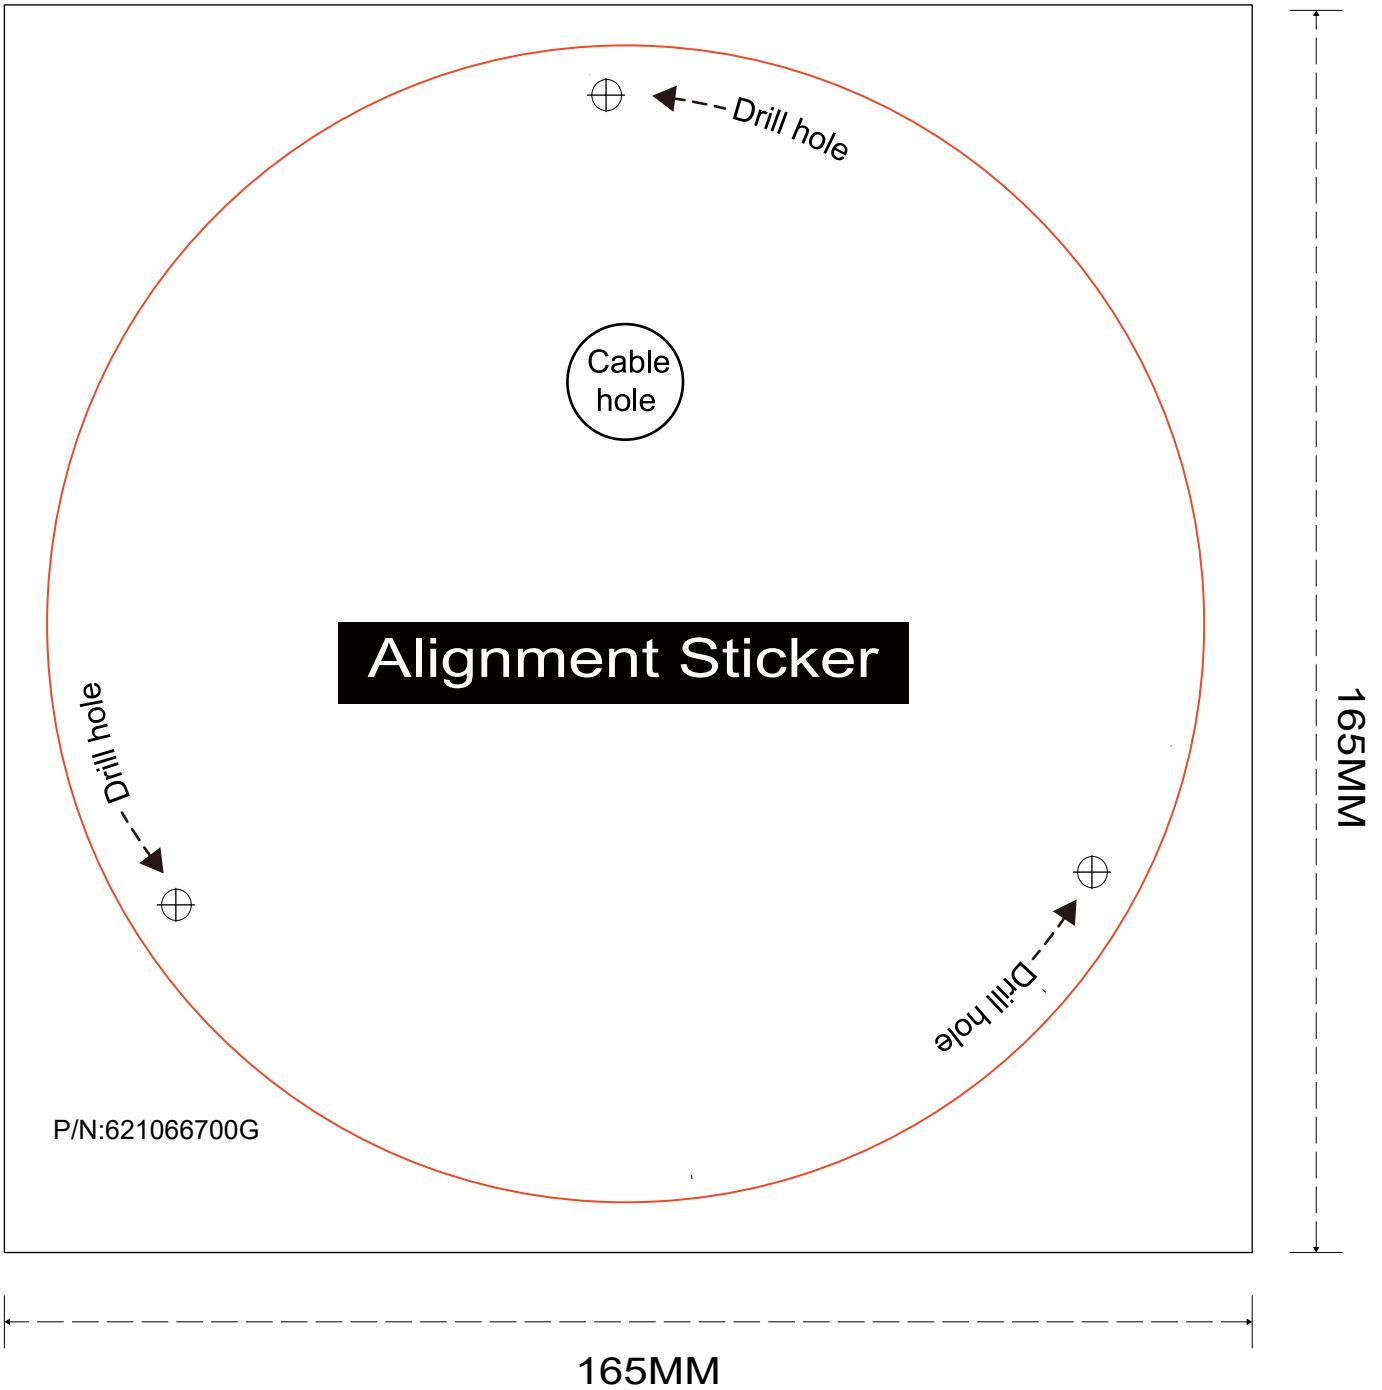 Drill hole
Cable
hole
Alignment Sticker
Drill hole
165MM
Drill hole
P/N:621066700G
165MM